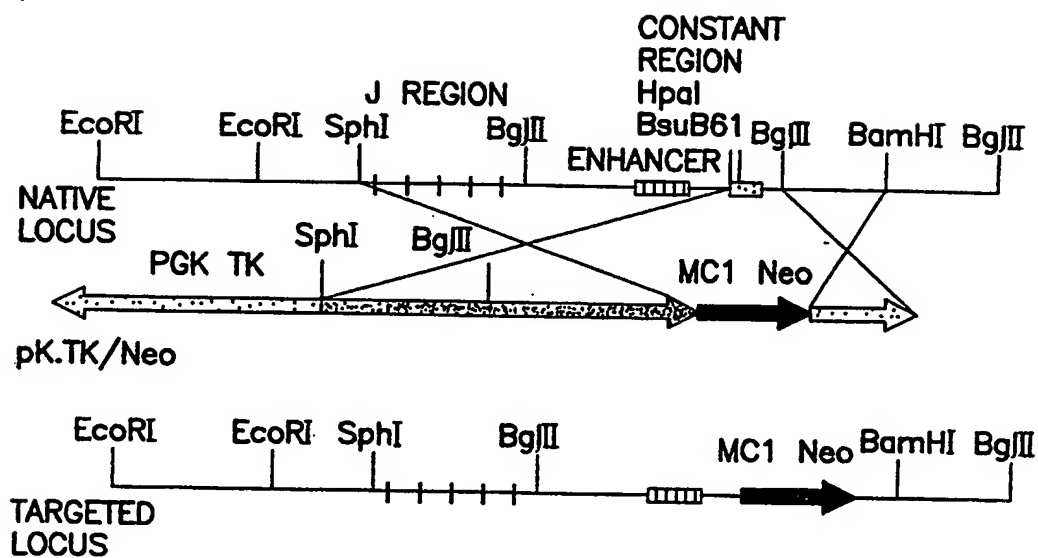 CONSTANT
REGION
J REGION
HpaI
EcoRI EcoRI SphI BglII BsuB61 BglII BamHI BglII
ENHANCER
NATIVE
LOCUS
SphI BglII
PGK TK MC1 Neo
pK.TK/Neo
EcoRI EcoRI SphI BglII MC1 Neo BamHI BglII
TARGETED
LOCUS